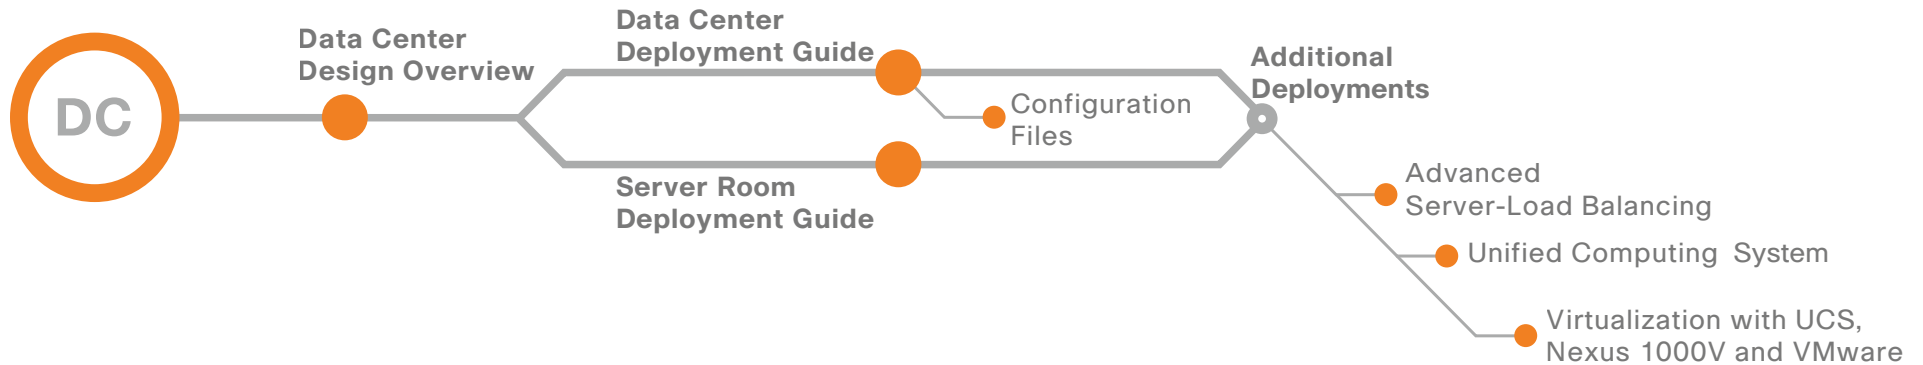 DC
Data Center
Design Overview
Data Center
Deployment Guide
Configuration
Files
Server Room
Deployment Guide
Additional
Deployments
Advanced
Server-Load Balancing
Unified Computing System
Virtualization with UCS,
Nexus 1000V and VMware